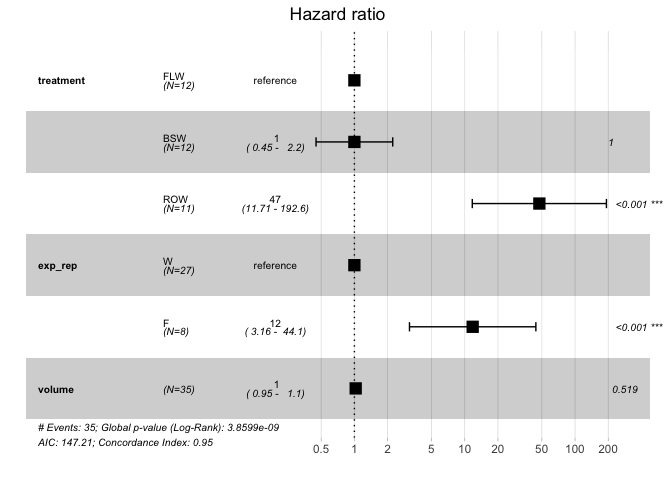 Hazard ratio
treatment FLW reference
(N=12)
BSW 1 1
(N=12) ( 0.45 - 2.2)
ROW 47 <0.001 ***
(N=11) (11.71 - 192.6)
exp_rep W reference
(N=27)
F 12 <0.001 ***
(N=8) ( 3.16 - 44.1)
volume (N=35) 1 0.519
( 0.95 - 1.1)
# Events: 35; Global p-value (Log-Rank): 3.8599e-09
AIC: 147.21; Concordance Index: 0.95
0.5 1 2 5 10 20 50 100 200